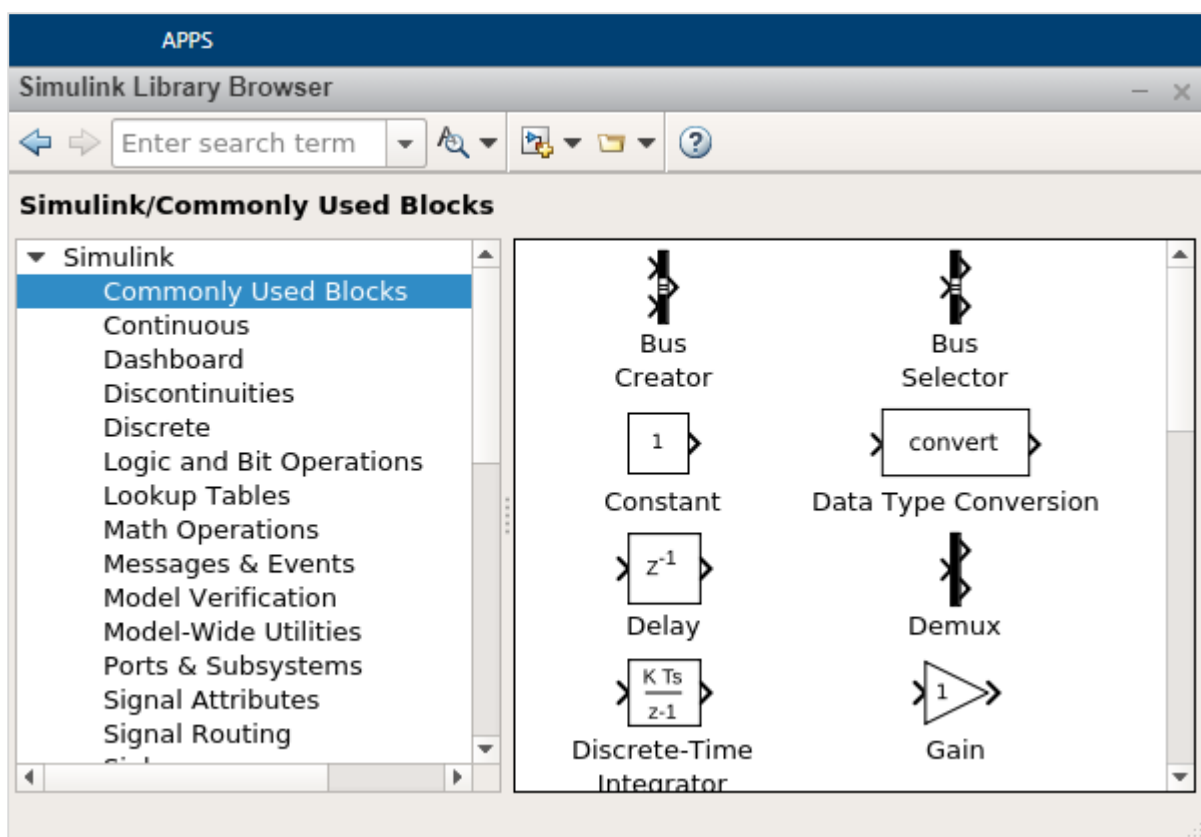 APPS
Simulink Library Browser
Enter search term
Simulink/Commonly Used Blocks
Simulink
Commonly Used Blocks
Continuous
Dashboard
Discontinuities
Discrete
Logic and Bit Operations
Lookup Tables
Math Operations
Messages & Events
Model Verification
Model-Wide Utilities
Ports & Subsystems
Signal Attributes
Signal Routing
Bus
Creator
Bus
Selector
1
Constant
convert
Data Type Conversion
z-1
Delay
Demux
K Ts
z-1
Discrete-Time
Integrator
1
Gain